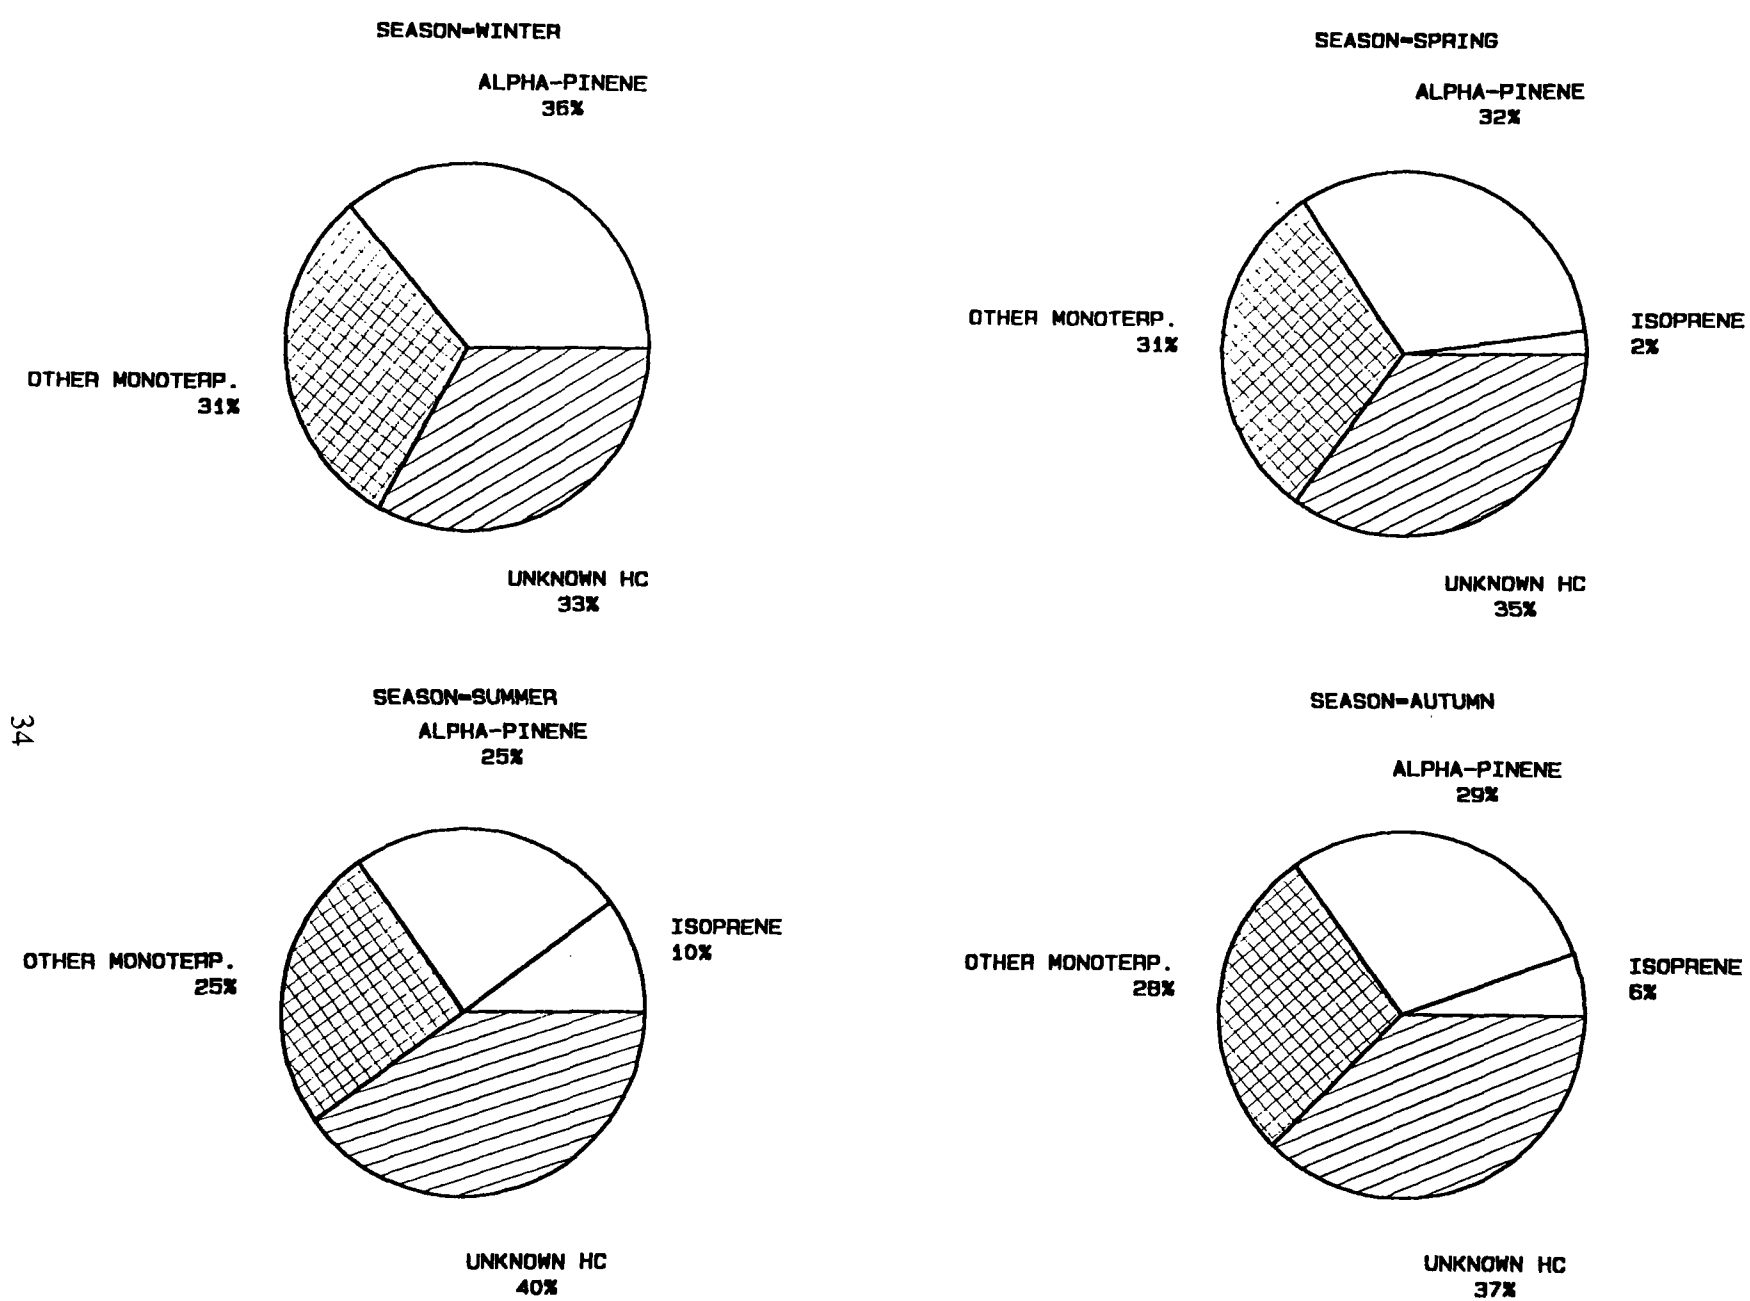 SEASON=WINTER
ALPHA-PINENE
36%
OTHER MONOTERP.
31%
UNKNOWN HC
33%
SEASON=SPRING
ALPHA-PINENE
32%
OTHER MONOTERP.
31%
ISOPRENE
2%
UNKNOWN HC
35%
SEASON=SUMMER
ALPHA-PINENE
25%
ISOPRENE
10%
OTHER MONOTERP.
25%
UNKNOWN HC
40%
SEASON=AUTUMN
ALPHA-PINENE
29%
OTHER MONOTERP.
28%
ISOPRENE
6%
UNKNOWN HC
37%
34